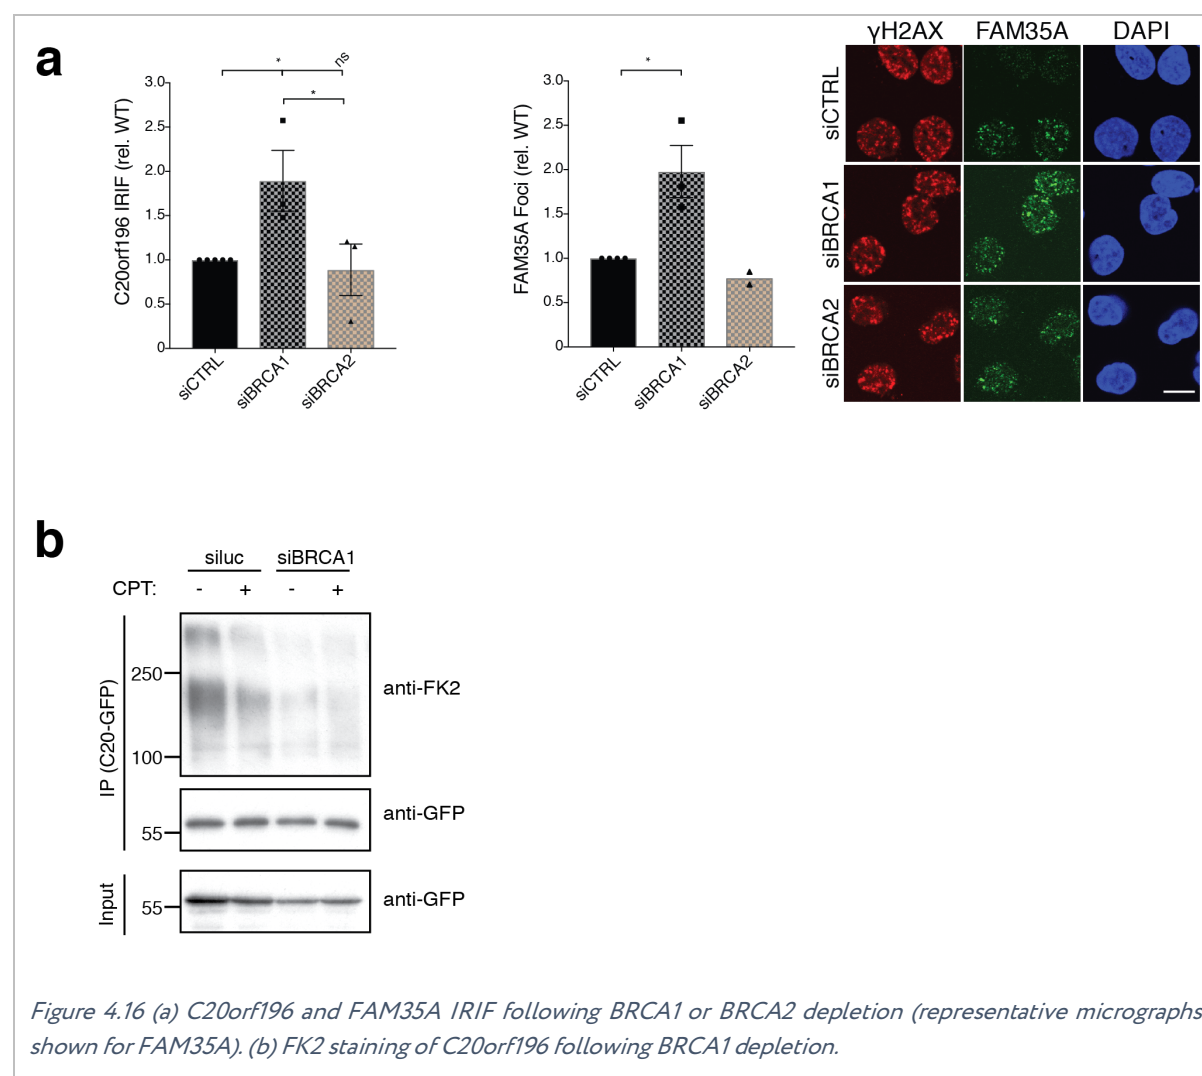 a
C20orf196 IRIF (rel. WT)
3.0
2.5
2.0
1.5
1.0
0.5
0
* ns
*
siCTRL
siBRCA1
siBRCA2
FAM35A Foci (rel. WT)
3.0
2.5
2.0
1.5
1.0
0.5
0
*
siCTRL
siBRCA1
siBRCA2
γH2AX FAM35A DAPI
siCTRL
siBRCA1
siBRCA2
b
siluc siBRCA1
CPT: - + - +
IP (C20-GFP)
250
100
anti-FK2
55
anti-GFP
Input
55
anti-GFP
Figure 4.16 (a) C20orf196 and FAM35A IRIF following BRCA1 or BRCA2 depletion (representative micrographs
shown for FAM35A). (b) FK2 staining of C20orf196 following BRCA1 depletion.